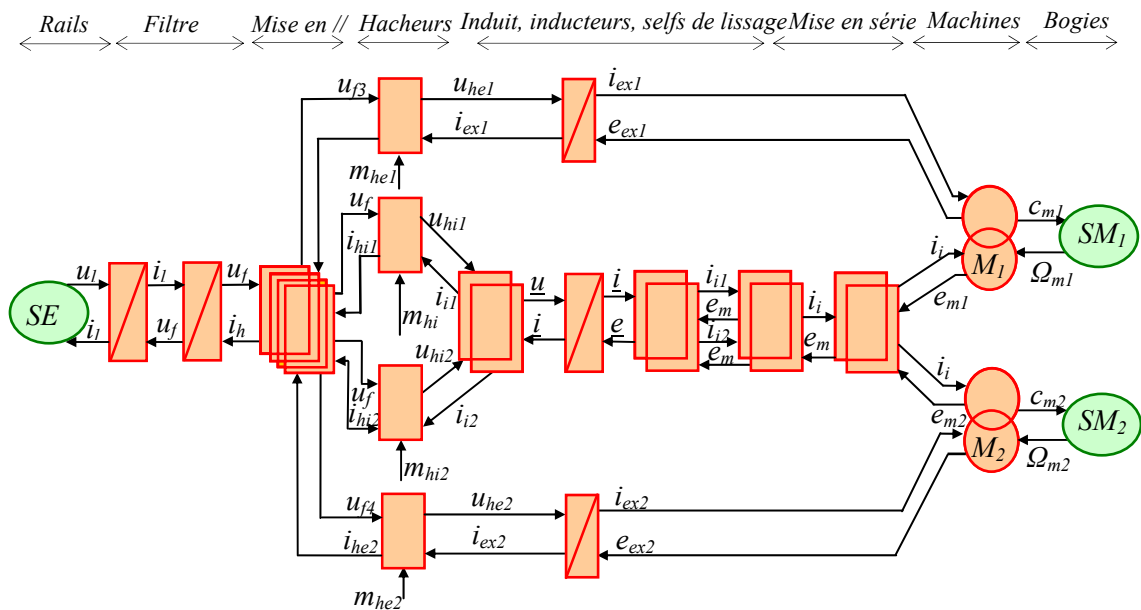 Rails Filtre Mise en // Hacheurs Induit, inducteurs, selfs de lissage Mise en série Machines Bogies
u_f3 u_he1 i_ex1
i_ex1 e_ex1
m_he1
u_f u_hi1
i_hi1
c_m1
SM_1
u_l i_l u_f
i_i1 u i i_i1 i_i
i_i M_1 Ω_m1
SE
m_hi e_m e_m1
i_l u_f i_h i e i_i2 e_m
u_hi2 e_m
u_f i_i
i_hi2 i_i2 c_m2
e_m2 SM_2
m_hi2 M_2 Ω_m2
u_f4 u_he2 i_ex2
i_he2 i_ex2 e_ex2
m_he2